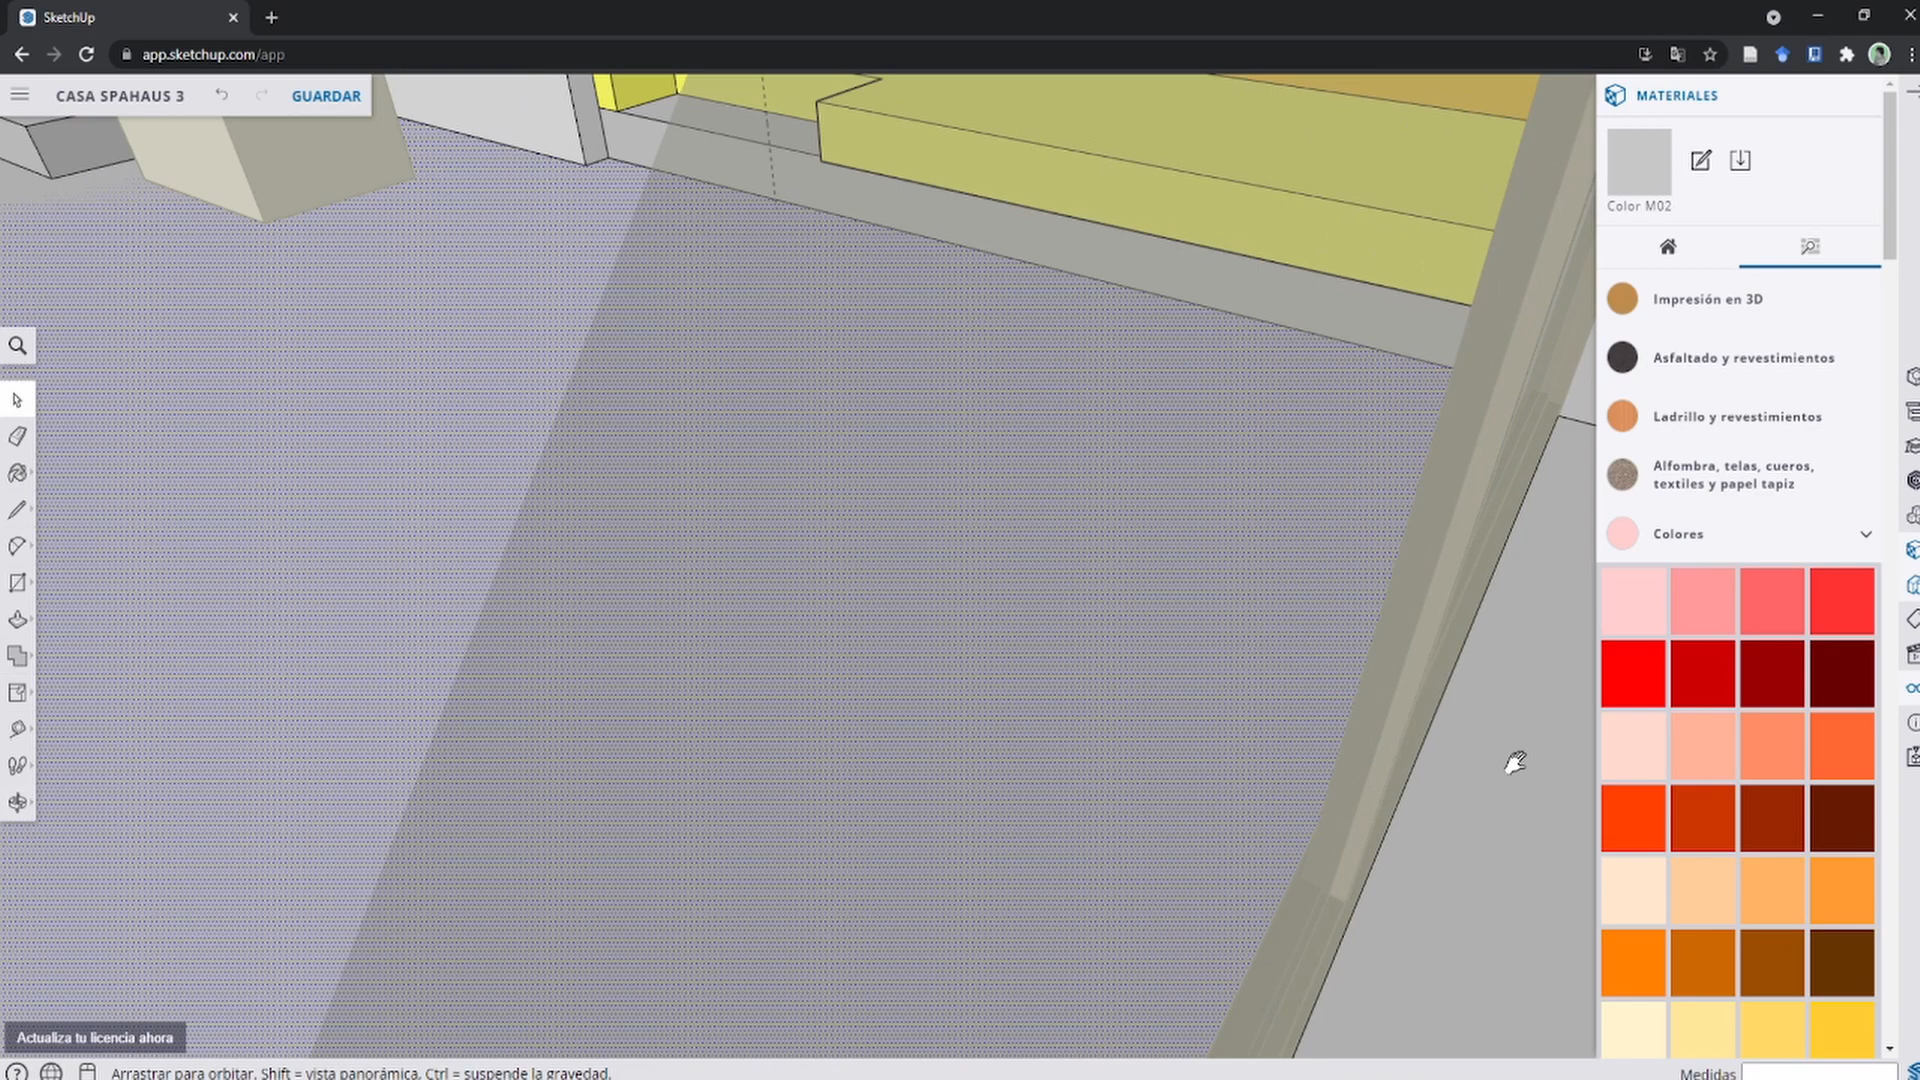 SketchUp
app.sketchup.com/app
CASA SPAHAUS 3
GUARDAR
MATERIALES
Color M02
Impresión en 3D
Asfaltado y revestimientos
Ladrillo y revestimientos
Alfombra, telas, cueros,
textiles y papel tapiz
Colores
Actualiza tu licencia ahora
Arrastrar para orbitar. Shift = vista panorámica, Ctrl = suspende la gravedad.
Medidas